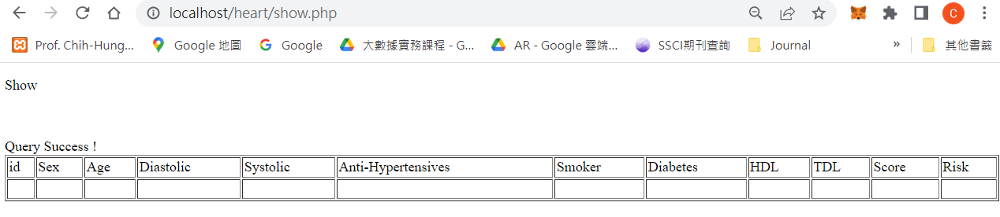 localhost/heart/show.php
C
Prof. Chih-Hung... Google 地圖 Google 大數據實務課程 - G... AR - Google 雲端... SSCI期刊查詢 Journal » 其他書籤
Show
Query Success !
id Sex Age Diastolic Systolic Anti-Hypertensives Smoker Diabetes HDL TDL Score Risk